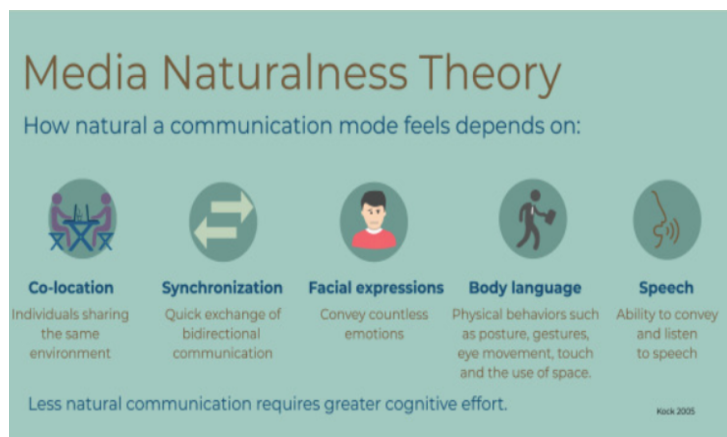 Media Naturalness Theory
How natural a communication mode feels depends on:
Co-location
Individuals sharing
the same
environment
Synchronization
Quick exchange of
bidirectional
communication
Facial expressions
Convey countless
emotions
Body language
Physical behaviors such
as posture, gestures,
eye movement, touch
and the use of space.
Speech
Ability to convey
and listen
to speech
Less natural communication requires greater cognitive effort.
Kock 2005